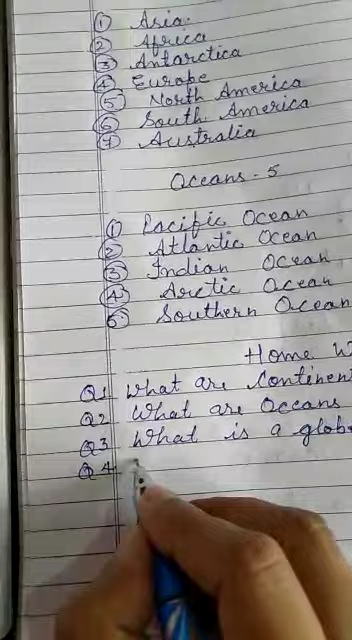 ① Asia
② Africa
③ Antarctica
④ Europe
⑤ North America
⑥ South America
⑦ Australia
Oceans - 5
① Pacific Ocean
② Atlantic Ocean
③ Indian Ocean
④ Arctic Ocean
⑤ Southern Ocean
Home W
Q1 What are Continen
Q2 What are Oceans
Q3 What is a glob
Q4